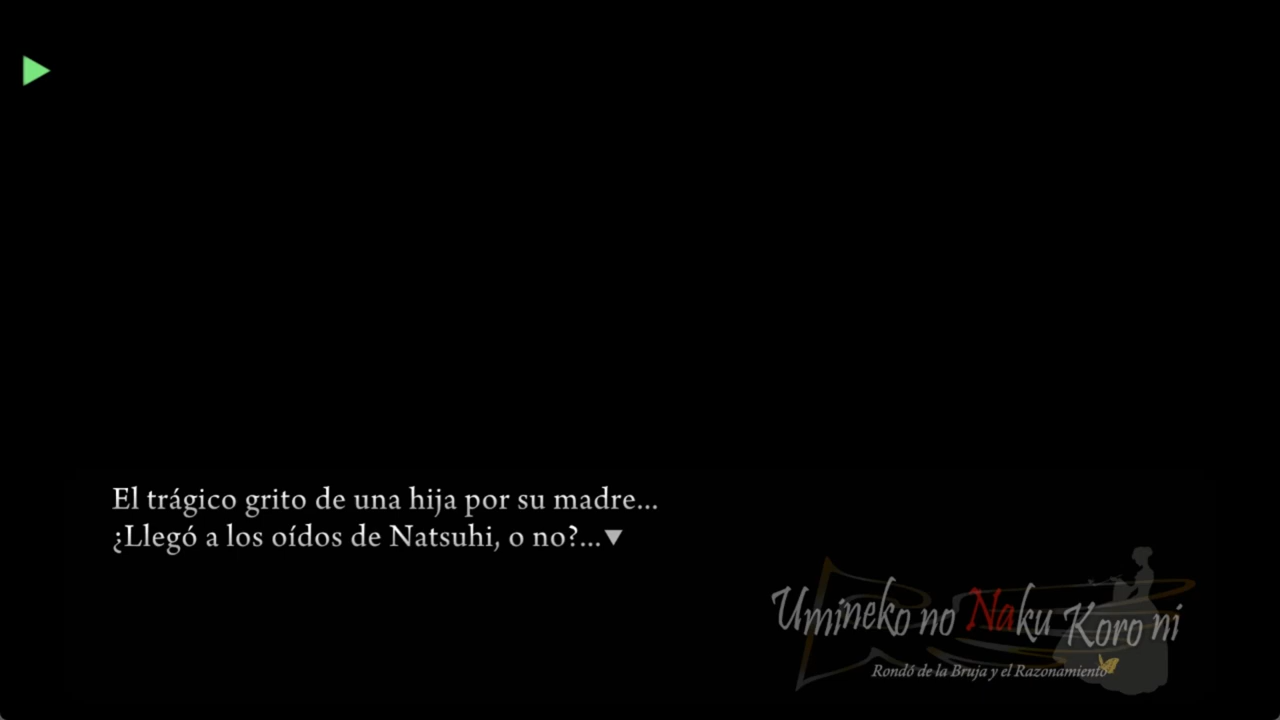 El trágico grito de una hija por su madre...
¿Llegó a los oídos de Natsuhi, o no?...
Umineko no Naku Koro ni
Rondó de la Bruja y el Razonamiento